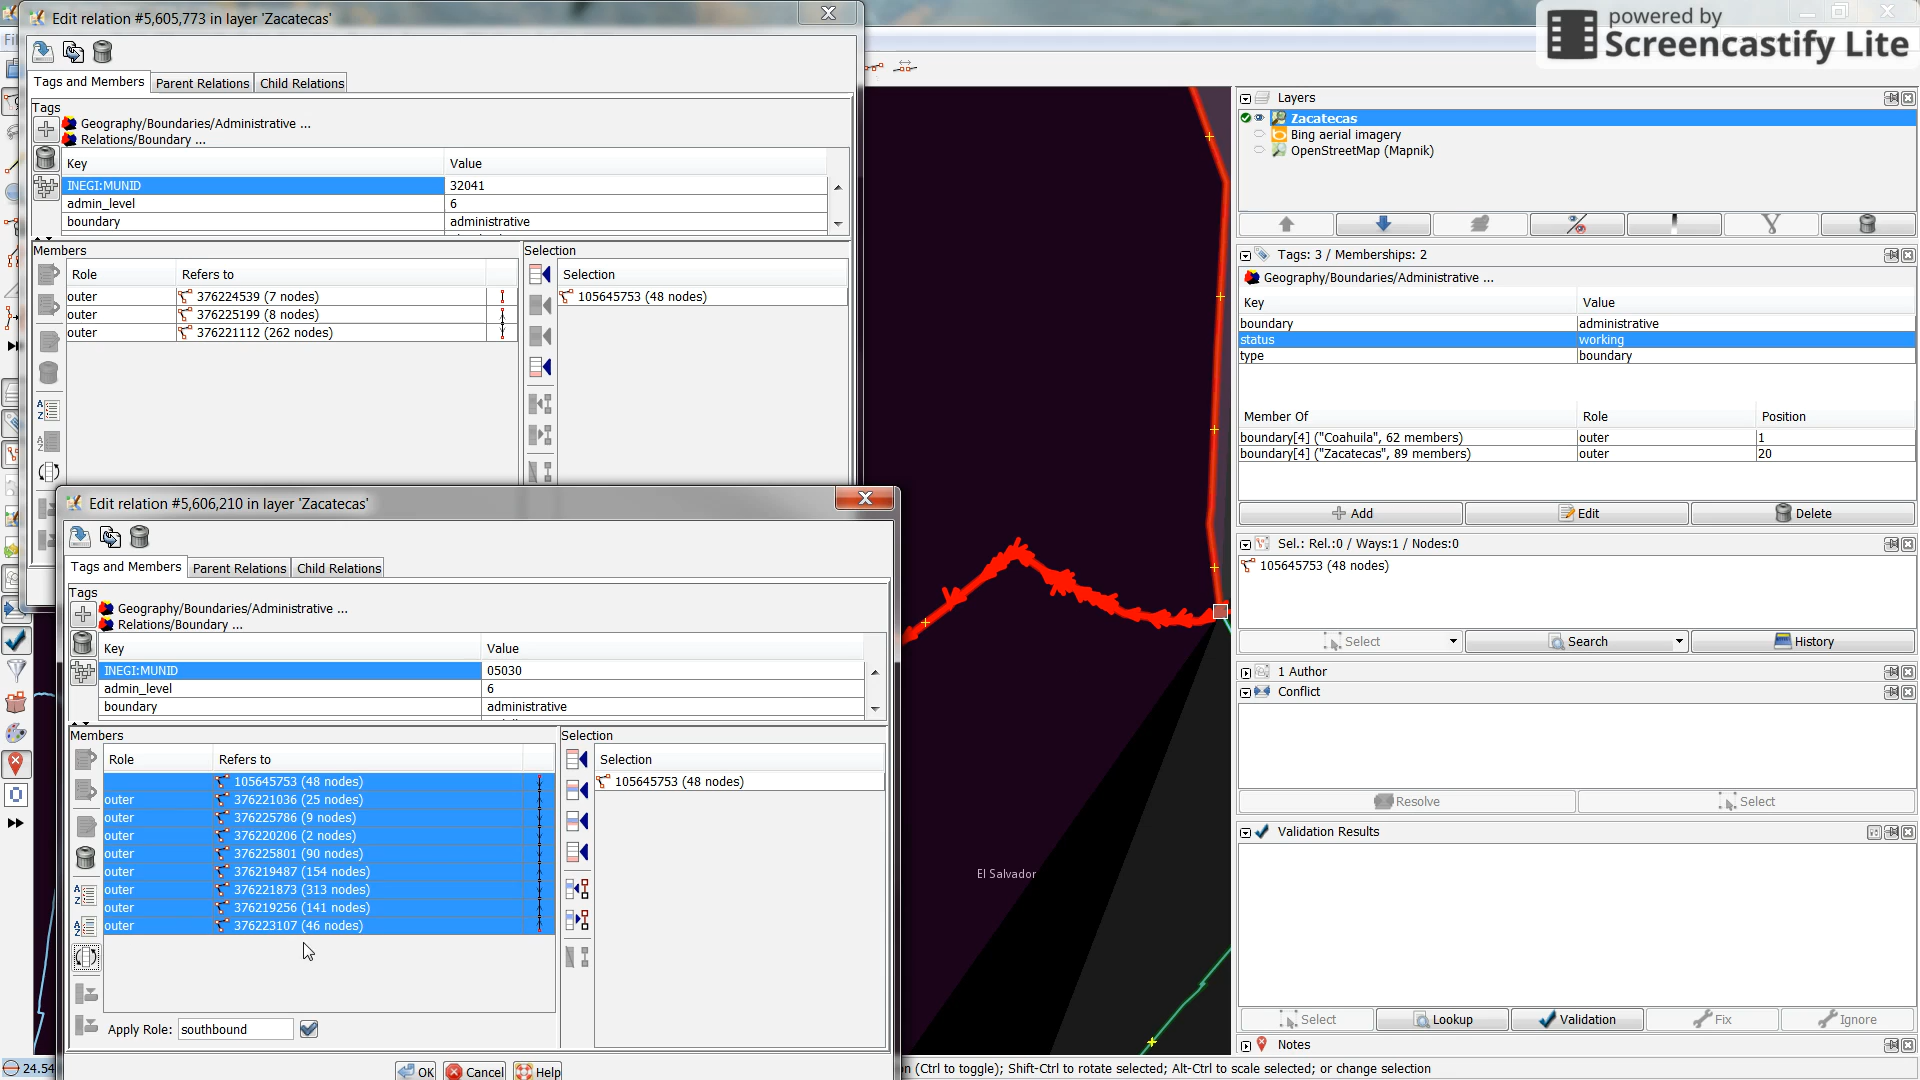 Edit relation #5,605,773 in layer 'Zacatecas'
powered by
Screencastify Lite
Tags and Members
Parent Relations
Child Relations
Tags
Geography/Boundaries/Administrative ...
Relations/Boundary ...
Key Value
INEGI:MUNID 32041
admin_level 6
boundary administrative
Members
Role Refers to
outer 376224539 (7 nodes)
outer 376225199 (8 nodes)
outer 376221112 (262 nodes)
Selection
Selection
105645753 (48 nodes)
Edit relation #5,606,210 in layer 'Zacatecas'
Tags and Members
Parent Relations
Child Relations
Tags
Geography/Boundaries/Administrative ...
Relations/Boundary ...
Key Value
INEGI:MUNID 05030
admin_level 6
boundary administrative
Members
Role Refers to
105645753 (48 nodes)
outer 376221036 (25 nodes)
outer 376225786 (9 nodes)
outer 376220206 (2 nodes)
outer 376225801 (90 nodes)
outer 376219487 (154 nodes)
outer 376221873 (313 nodes)
outer 376219256 (141 nodes)
outer 376223107 (46 nodes)
Selection
Selection
105645753 (48 nodes)
Apply Role: southbound
OK
Cancel
Help
El Salvador
Layers
Zacatecas
Bing aerial imagery
OpenStreetMap (Mapnik)
Tags: 3 / Memberships: 2
Geography/Boundaries/Administrative ...
Key Value
boundary administrative
status working
type boundary
Member Of Role Position
boundary[4] ("Coahuila", 62 members) outer 1
boundary[4] ("Zacatecas", 89 members) outer 20
Add
Edit
Delete
Sel.: Rel.:0 / Ways:1 / Nodes:0
105645753 (48 nodes)
Select
Search
History
1 Author
Conflict
Resolve
Select
Validation Results
Select
Lookup
Validation
Fix
Ignore
Notes
24.54
(Ctrl to toggle); Shift-Ctrl to rotate selected; Alt-Ctrl to scale selected; or change selection